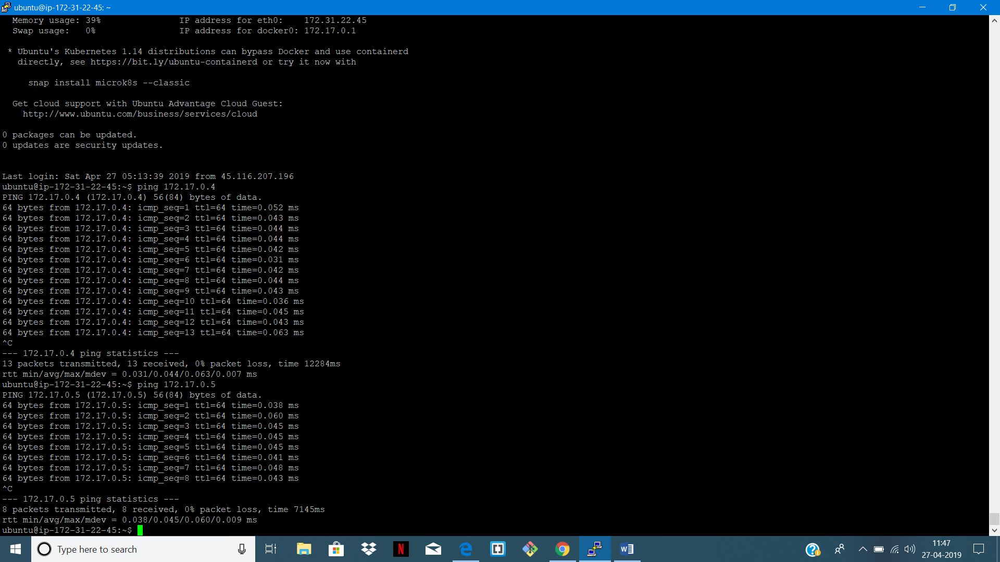 ubuntu@ip-172-31-22-45: ~
Memory usage: 39% IP address for eth0: 172.31.22.45
Swap usage: 0% IP address for docker0: 172.17.0.1
* Ubuntu's Kubernetes 1.14 distributions can bypass Docker and use containerd
directly, see https://bit.ly/ubuntu-containerd or try it now with
snap install microk8s --classic
Get cloud support with Ubuntu Advantage Cloud Guest:
http://www.ubuntu.com/business/services/cloud
0 packages can be updated.
0 updates are security updates.
Last login: Sat Apr 27 05:13:39 2019 from 45.116.207.196
ubuntu@ip-172-31-22-45:~$ ping 172.17.0.4
PING 172.17.0.4 (172.17.0.4) 56(84) bytes of data.
64 bytes from 172.17.0.4: icmp_seq=1 ttl=64 time=0.052 ms
64 bytes from 172.17.0.4: icmp_seq=2 ttl=64 time=0.043 ms
64 bytes from 172.17.0.4: icmp_seq=3 ttl=64 time=0.044 ms
64 bytes from 172.17.0.4: icmp_seq=4 ttl=64 time=0.044 ms
64 bytes from 172.17.0.4: icmp_seq=5 ttl=64 time=0.042 ms
64 bytes from 172.17.0.4: icmp_seq=6 ttl=64 time=0.031 ms
64 bytes from 172.17.0.4: icmp_seq=7 ttl=64 time=0.042 ms
64 bytes from 172.17.0.4: icmp_seq=8 ttl=64 time=0.044 ms
64 bytes from 172.17.0.4: icmp_seq=9 ttl=64 time=0.043 ms
64 bytes from 172.17.0.4: icmp_seq=10 ttl=64 time=0.036 ms
64 bytes from 172.17.0.4: icmp_seq=11 ttl=64 time=0.045 ms
64 bytes from 172.17.0.4: icmp_seq=12 ttl=64 time=0.043 ms
64 bytes from 172.17.0.4: icmp_seq=13 ttl=64 time=0.063 ms
^C
--- 172.17.0.4 ping statistics ---
13 packets transmitted, 13 received, 0% packet loss, time 12284ms
rtt min/avg/max/mdev = 0.031/0.044/0.063/0.007 ms
ubuntu@ip-172-31-22-45:~$ ping 172.17.0.5
PING 172.17.0.5 (172.17.0.5) 56(84) bytes of data.
64 bytes from 172.17.0.5: icmp_seq=1 ttl=64 time=0.038 ms
64 bytes from 172.17.0.5: icmp_seq=2 ttl=64 time=0.060 ms
64 bytes from 172.17.0.5: icmp_seq=3 ttl=64 time=0.045 ms
64 bytes from 172.17.0.5: icmp_seq=4 ttl=64 time=0.045 ms
64 bytes from 172.17.0.5: icmp_seq=5 ttl=64 time=0.045 ms
64 bytes from 172.17.0.5: icmp_seq=6 ttl=64 time=0.041 ms
64 bytes from 172.17.0.5: icmp_seq=7 ttl=64 time=0.048 ms
64 bytes from 172.17.0.5: icmp_seq=8 ttl=64 time=0.043 ms
^C
--- 172.17.0.5 ping statistics ---
8 packets transmitted, 8 received, 0% packet loss, time 7145ms
rtt min/avg/max/mdev = 0.038/0.045/0.060/0.009 ms
ubuntu@ip-172-31-22-45:~$
Type here to search
11:47
27-04-2019